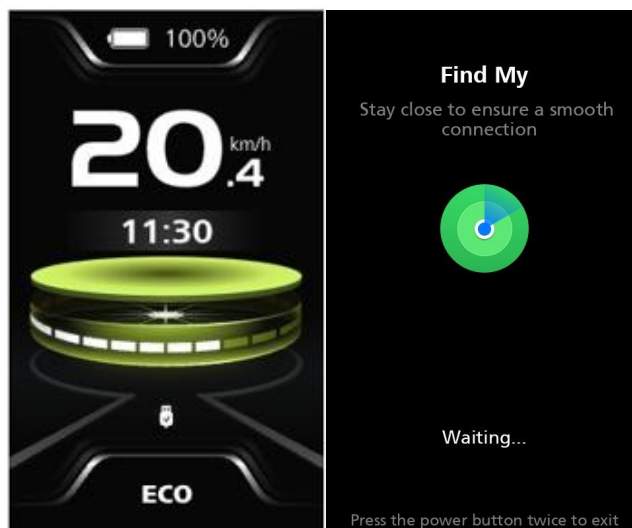 100%
20.4 km/h
11:30
ECO
Find My
Stay close to ensure a smooth
connection
Waiting...
Press the power button twice to exit